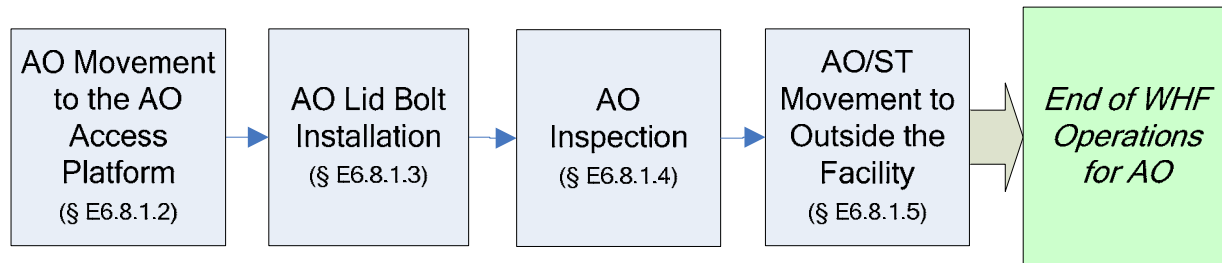 AO Movement
to the AO
Access
Platform
(§ E6.8.1.2)
AO Lid Bolt
Installation
(§ E6.8.1.3)
AO
Inspection
(§ E6.8.1.4)
AO/ST
Movement to
Outside the
Facility
(§ E6.8.1.5)
End of WHF
Operations
for AO